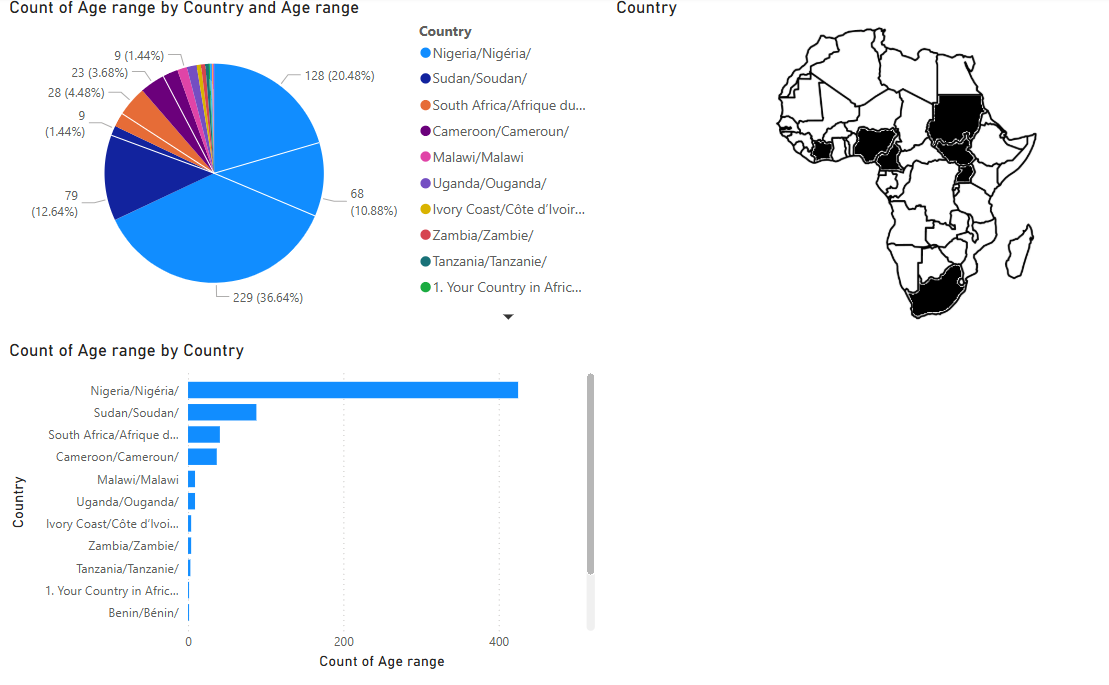 Count of Age range by Country and Age range
Country
9 (1.44%)
23 (3.68%)
28 (4.48%)
9
(1.44%)
79
(12.64%)
128 (20.48%)
68
(10.88%)
229 (36.64%)
Country
Nigeria/Nigéria/
Sudan/Soudan/
South Africa/Afrique du...
Cameroon/Cameroun/
Malawi/Malawi
Uganda/Ouganda/
Ivory Coast/Côte d’Ivoir...
Zambia/Zambie/
Tanzania/Tanzanie/
1. Your Country in Afric...
Count of Age range by Country
Country
Nigeria/Nigéria/
Sudan/Soudan/
South Africa/Afrique d...
Cameroon/Cameroun/
Malawi/Malawi
Uganda/Ouganda/
Ivory Coast/Côte d’Ivoi...
Zambia/Zambie/
Tanzania/Tanzanie/
1. Your Country in Afric...
Benin/Bénin/
0
200
400
Count of Age range